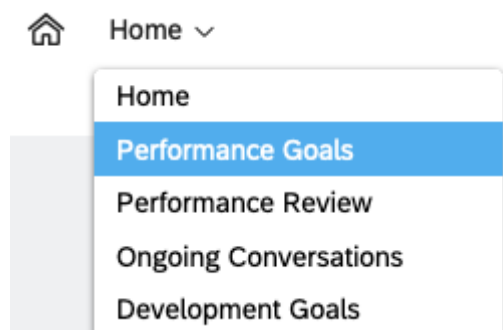 Home
Home
Performance Goals
Performance Review
Ongoing Conversations
Development Goals